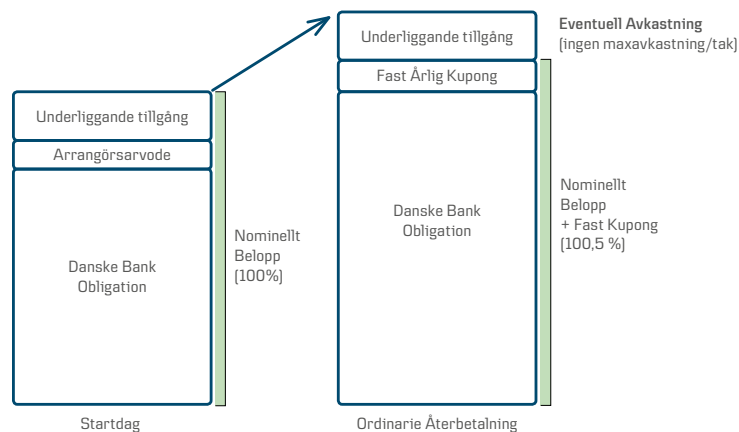 Underliggande tillgång
Arrangörsarvode
Danske Bank
Obligation
Nominellt
Belopp
(100%)
Startdag
Underliggande tillgång
Fast Årlig Kupong
Danske Bank
Obligation
Eventuell Avkastning
(ingen maxavkastning/tak)
Nominellt
Belopp
+ Fast Kupong
(100,5 %)
Ordinarie Återbetalning